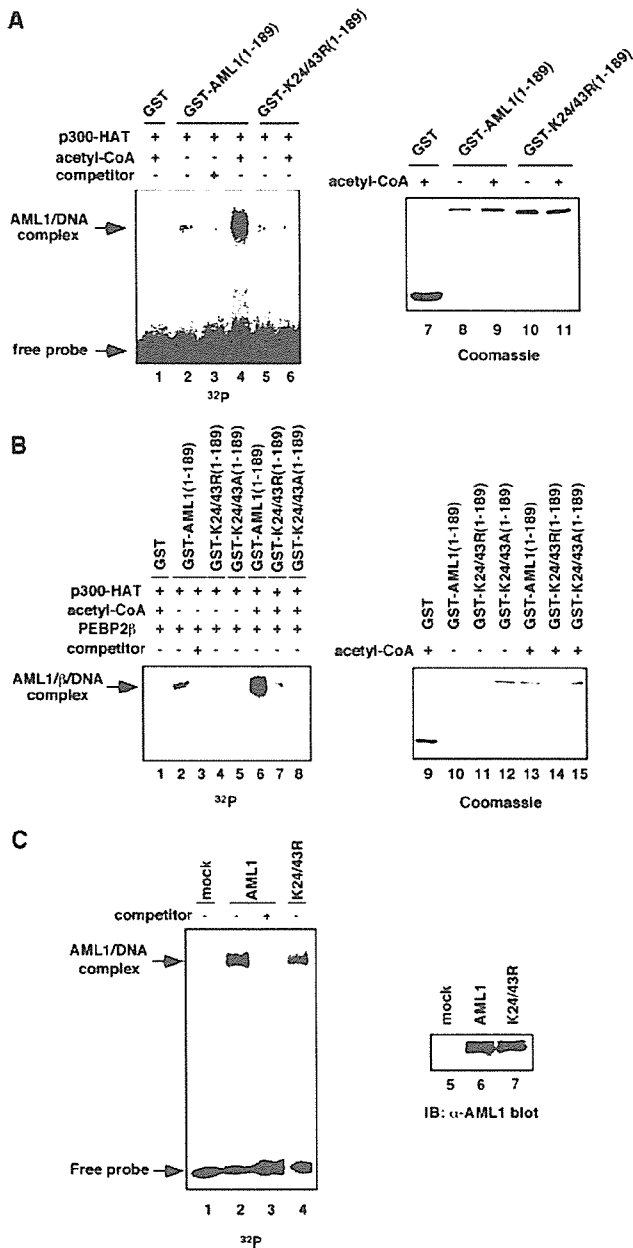 A
GST
GST-AML1(1-189)
GST-K24/43R(1-189)
p300-HAT + + + + + +
acetyl-CoA + - - + - +
competitor - - + - - -
AML1/DNA
complex
free probe
1 2 3 4 5 6
32P
GST
GST-AML1(1-189)
GST-K24/43R(1-189)
acetyl-CoA + - + - +
7 8 9 10 11
Coomassie
B
GST
GST-AML1(1-189)
GST-K24/43R(1-189)
GST-K24/43A(1-189)
GST-AML1(1-189)
GST-K24/43R(1-189)
GST-K24/43A(1-189)
p300-HAT + + + + + + + +
acetyl-CoA + - - - - + + +
PEBP2β + + + + + + + +
competitor - - + - - - - -
AML1/β/DNA
complex
1 2 3 4 5 6 7 8
32P
GST
GST-AML1(1-189)
GST-K24/43R(1-189)
GST-K24/43A(1-189)
GST-AML1(1-189)
GST-K24/43R(1-189)
GST-K24/43A(1-189)
acetyl-CoA + - - - + + +
9 10 11 12 13 14 15
Coomassie
C
mock
AML1
K24/43R
competitor - - + -
AML1/DNA
complex
Free probe
1 2 3 4
32P
mock
AML1
K24/43R
5 6 7
IB: α-AML1 blot